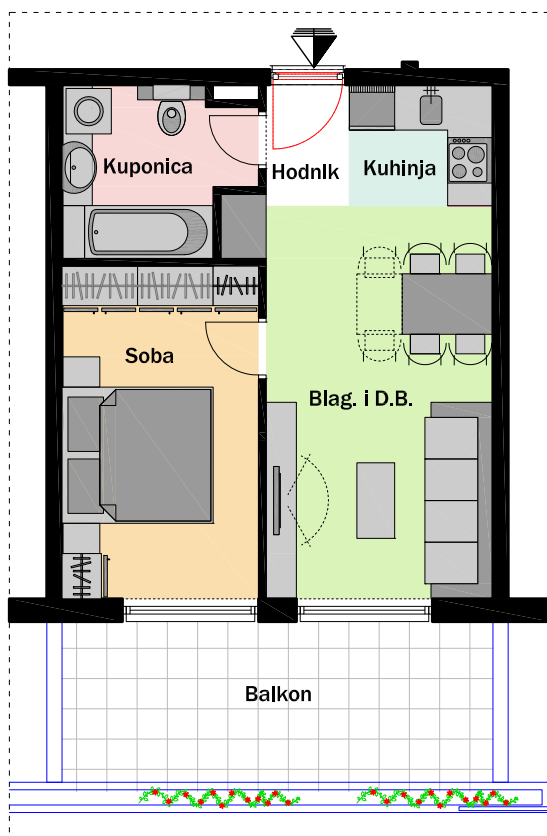 Kuponica
Hodnik
Kuhinja
Soba
Blag. i D.B.
Balkon